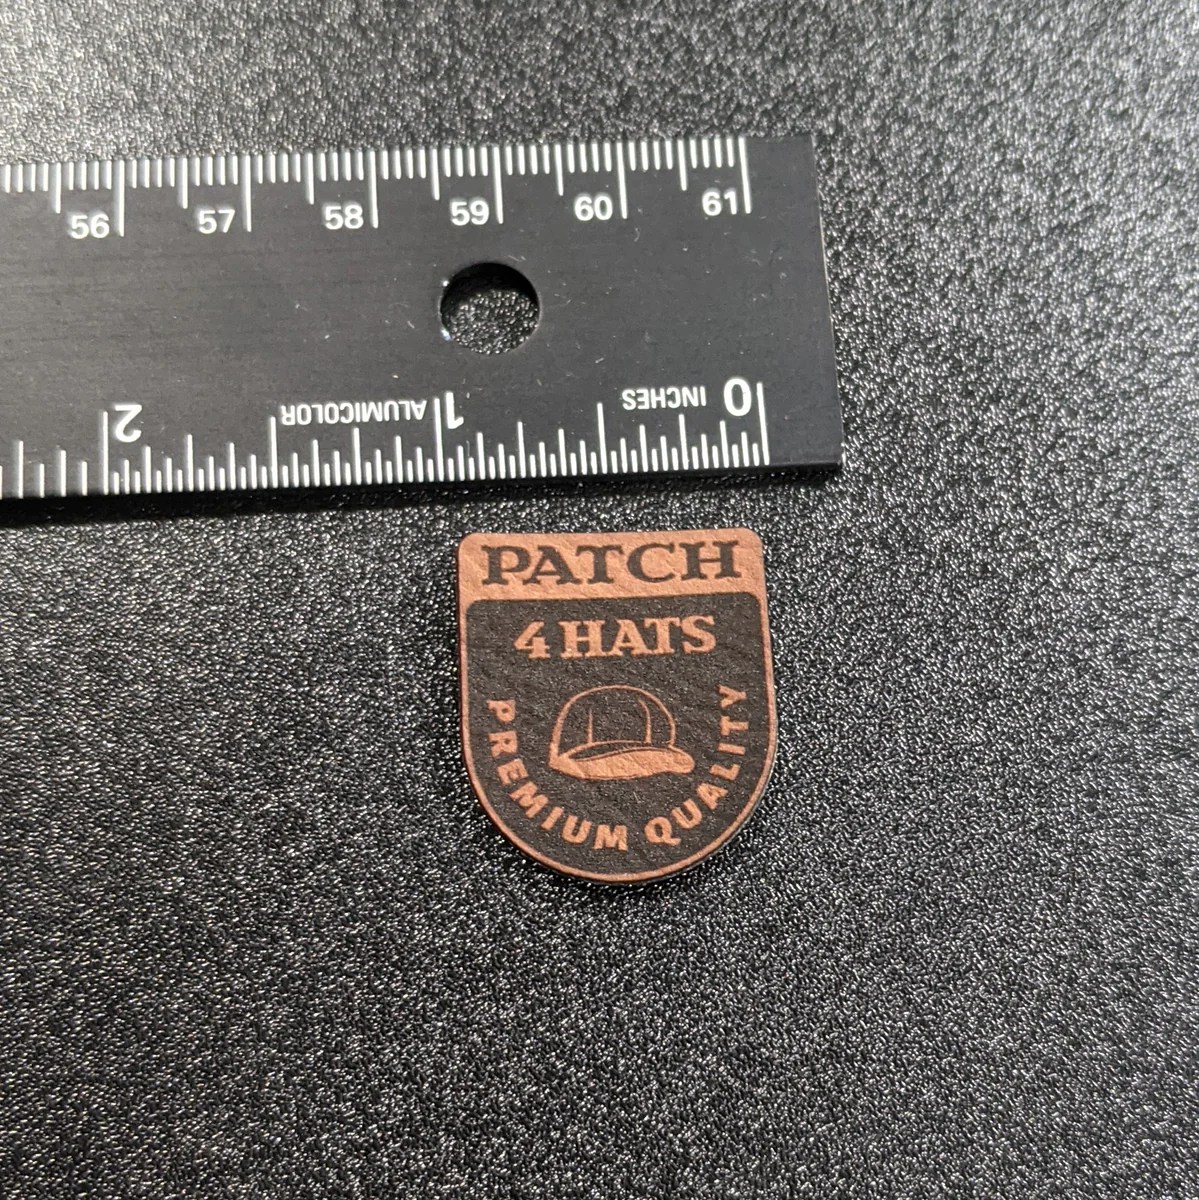 56 57 58 59 60 61
2 ALUMICOLOR 1 INCHES 0
PATCH
4 HATS
PREMIUM QUALITY